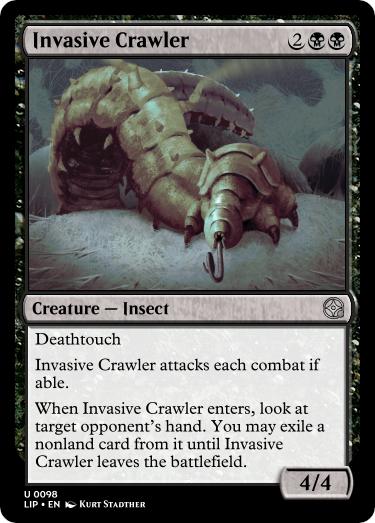 Invasive Crawler 2
Creature — Insect
Deathtouch
Invasive Crawler attacks each combat if
able.
When Invasive Crawler enters, look at
target opponent's hand. You may exile a
nonland card from it until Invasive
Crawler leaves the battlefield.
4/4
U 0098
LIP • EN Kurt Stadther